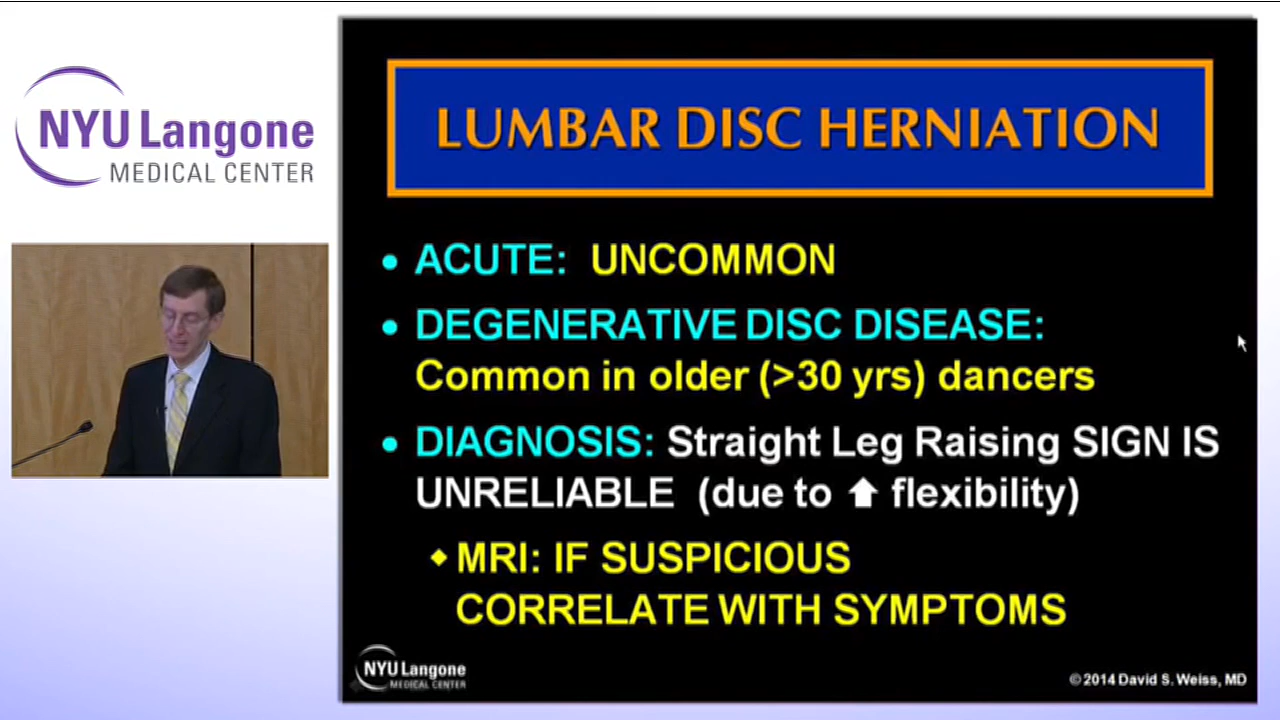 NYU Langone
MEDICAL CENTER
LUMBAR DISC HERNIATION
• ACUTE: UNCOMMON
• DEGENERATIVE DISC DISEASE:
Common in older (>30 yrs) dancers
• DIAGNOSIS: Straight Leg Raising SIGN IS
UNRELIABLE (due to ⬆ flexibility)
◆ MRI: IF SUSPICIOUS
CORRELATE WITH SYMPTOMS
NYU Langone
MEDICAL CENTER
©2014 David S. Weiss, MD